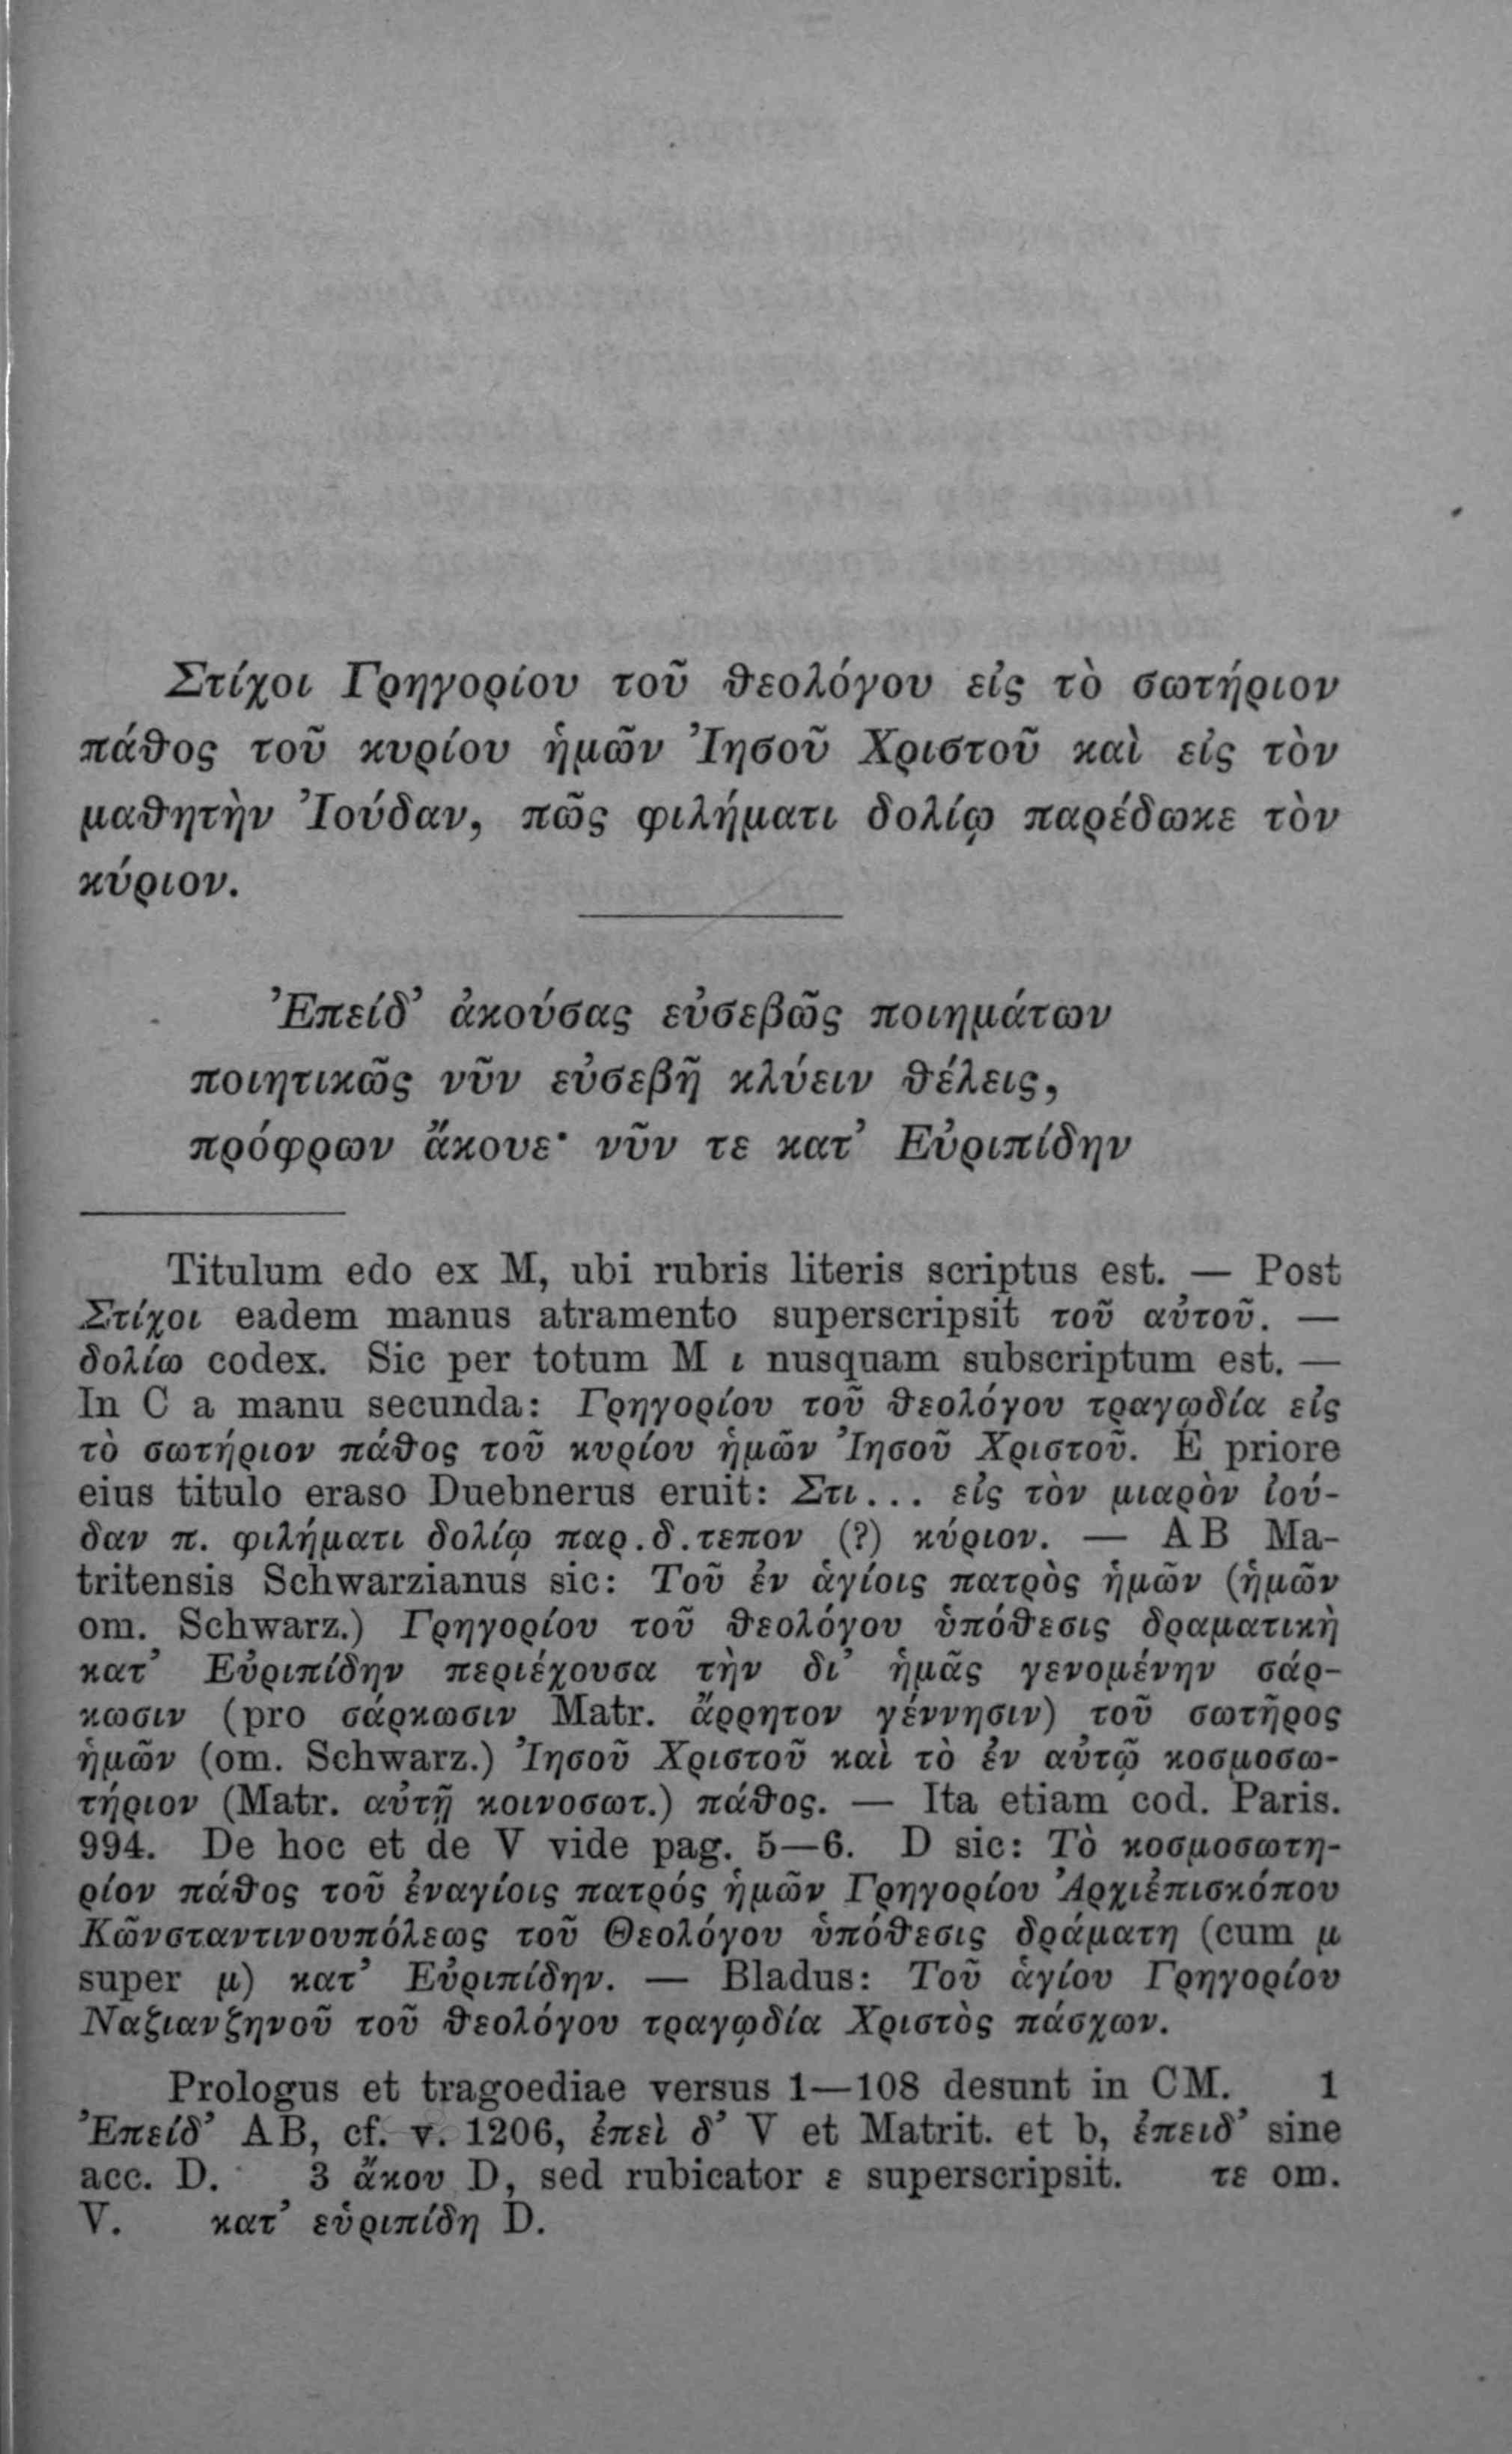 Στίχοι Γρηγορίου τοῦ θεολόγου εἰς τὸ σωτήριον
πάθος τοῦ κυρίου ἡμῶν Ἰησοῦ Χριστοῦ καὶ εἰς τὸν
μαθητὴν Ἰούδαν, πῶς φιλήματι δολίῳ παρέδωκε τὸν
κύριον.
Ἐπείδ’ ἀκούσας εὐσεβῶς ποιημάτων
ποιητικῶς νῦν εὐσεβῆ κλύειν θέλεις,
πρόφρων ἄκουε· νῦν τε κατ’ Εὐριπίδην
Titulum edo ex M, ubi rubris literis scriptus est. — Post
Στίχοι eadem manus atramento superscripsit τοῦ αὐτοῦ. —
δολίω codex. Sic per totum M ι nusquam subscriptum est. —
In C a manu secunda: Γρηγορίου τοῦ θεολόγου τραγῳδία εἰς
τὸ σωτήριον πάθος τοῦ κυρίου ἡμῶν Ἰησοῦ Χριστοῦ. E priore
eius titulo eraso Duebnerus eruit: Στι... εἰς τὸν μιαρὸν ἰού-
δαν π. φιλήματι δολίῳ παρ.δ.τεπον (?) κύριον. — AB Ma-
tritensis Schwarzianus sic: Τοῦ ἐν ἁγίοις πατρὸς ἡμῶν (ἡμῶν
om. Schwarz.) Γρηγορίου τοῦ θεολόγου ὑπόθεσις δραματικὴ
κατ’ Εὐριπίδην περιέχουσα τὴν δι’ ἡμᾶς γενομένην σάρ-
κωσιν (pro σάρκωσιν Matr. ἄρρητον γέννησιν) τοῦ σωτῆρος
ἡμῶν (om. Schwarz.) Ἰησοῦ Χριστοῦ καὶ τὸ ἐν αὐτῷ κοσμοσω-
τήριον (Matr. αὐτῇ κοινοσωτ.) πάθος. — Ita etiam cod. Paris.
994. De hoc et de V vide pag. 5—6. D sic: Τὸ κοσμοσωτη-
ρίον πάθος τοῦ ἐναγίοις πατρός ἡμῶν Γρηγορίου Ἀρχιἐπισκόπου
Κῶνσταντινουπόλεως τοῦ Θεολόγου ὑπόθεσις δράματη (cum μ
super μ) κατ’ Εὐριπίδην. — Bladus: Τοῦ ἁγίου Γρηγορίου
Ναζιανζηνοῦ τοῦ θεολόγου τραγῳδία Χριστὸς πάσχων.
Prologus et tragoediae versus 1—108 desunt in CM. 1
Ἐπείδ’ AB, cf. v. 1206, ἐπεὶ δ’ V et Matrit. et b, ἐπειδ’ sine
acc. D. 3 ἄκου D, sed rubicator ε superscripsit. τε om.
V. κατ’ εὐριπίδη D.